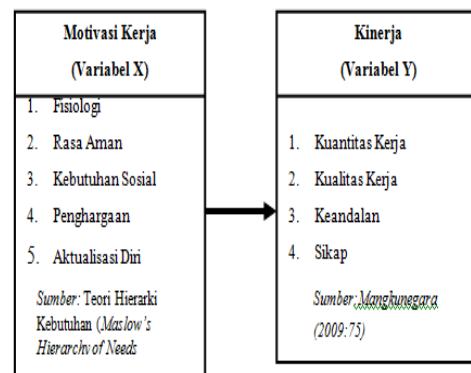 Motivasi Kerja
(Variabel X)
1. Fisiologi
2. Rasa Aman
3. Kebutuhan Sosial
4. Penghargaan
5. Aktualisasi Diri
Sumber: Teori Hierarki
Kebutuhan (Maslow's
Hierarchy of Needs
Kinerja
(Variabel Y)
1. Kuantitas Kerja
2. Kualitas Kerja
3. Keandalan
4. Sikap
Sumber: Mangkunegara
(2009:75)